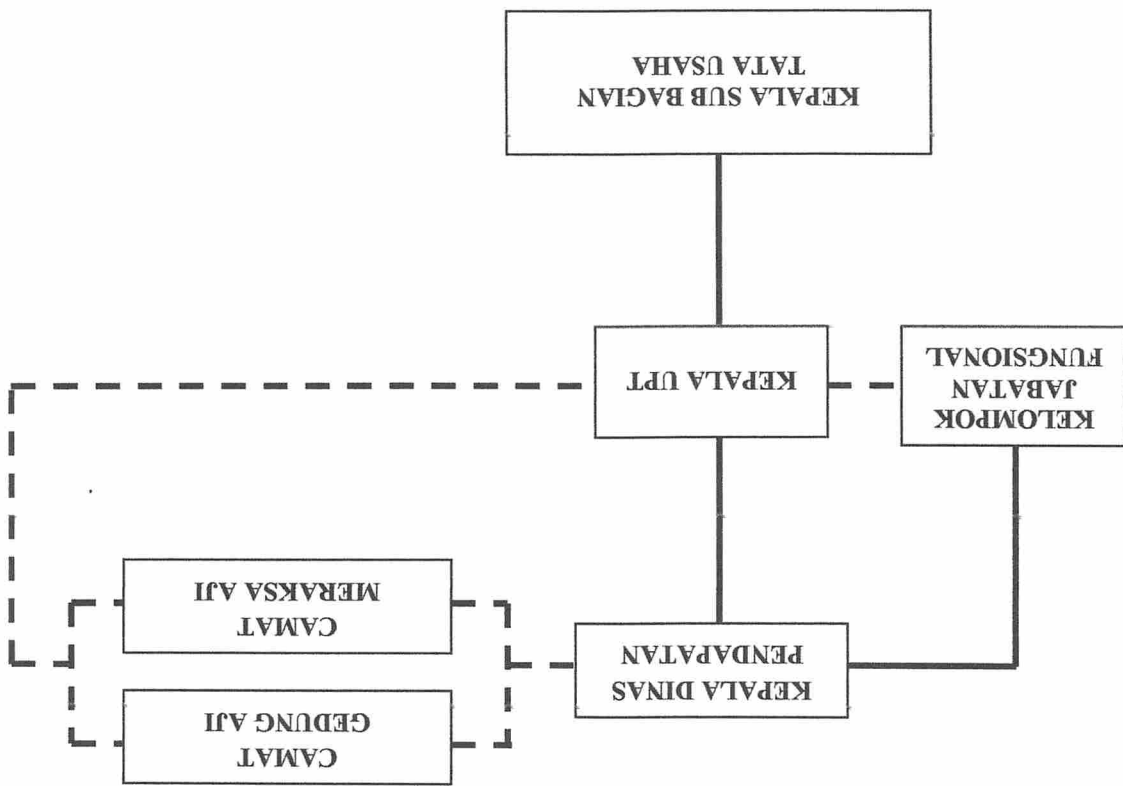 KEPALA DINAS
PENDAPATAN
CAMAT
GEDUNG AJI
CAMAT
MERAKSA AJI
KELOMPOK
JABATAN
FUNGSIONAL
KEPALA UPT
KEPALA SUB BAGIAN
TATA USAHA